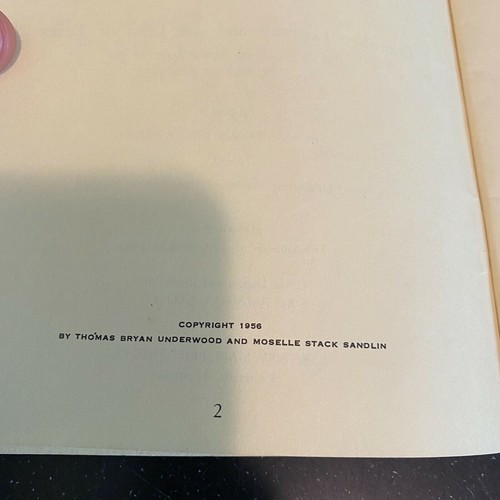 COPYRIGHT 1956
BY THOMAS BRYAN UNDERWOOD AND MOSELLE STACK SANDLIN
2